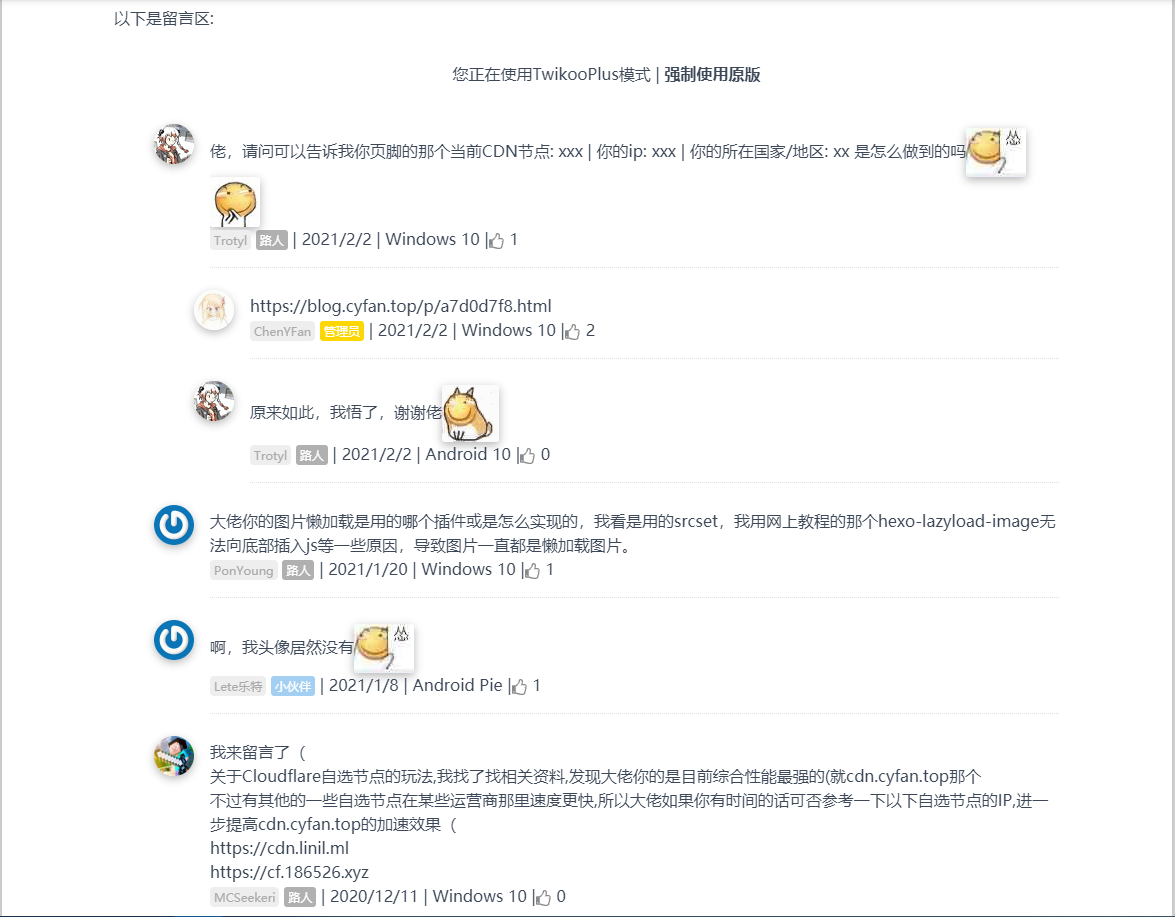 以下是留言区:
您正在使用TwikooPlus模式 | 强制使用原版
佬，请问可以告诉我你页脚的那个当前CDN节点: xxx | 你的ip: xxx | 你的所在国家/地区: xx 是怎么做到的吗 怂
Trotyl 路人 | 2021/2/2 | Windows 10 | 1
https://blog.cyfan.top/p/a7d0d7f8.html
ChenYFan 管理员 | 2021/2/2 | Windows 10 | 2
原来如此，我悟了，谢谢佬
Trotyl 路人 | 2021/2/2 | Android 10 | 0
大佬你的图片懒加载是用的哪个插件或是怎么实现的，我看是用的srcset，我用网上教程的那个hexo-lazyload-image无
法向底部插入js等一些原因，导致图片一直都是懒加载图片。
PonYoung 路人 | 2021/1/20 | Windows 10 | 1
啊，我头像居然没有 怂
Lete乐特 小伙伴 | 2021/1/8 | Android Pie | 1
我来留言了（
关于Cloudflare自选节点的玩法,我找了找相关资料,发现大佬你的是目前综合性能最强的(就cdn.cyfan.top那个
不过有其他的一些自选节点在某些运营商那里速度更快,所以大佬如果你有时间的话可否参考一下以下自选节点的IP,进一
步提高cdn.cyfan.top的加速效果（
https://cdn.linil.ml
https://cf.186526.xyz
MCSeekeri 路人 | 2020/12/11 | Windows 10 | 0